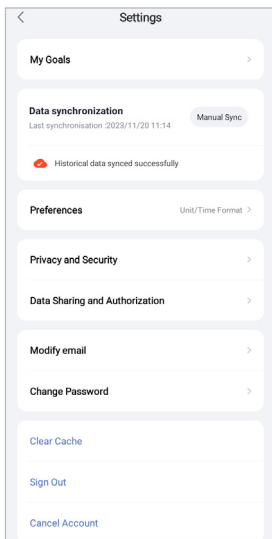 Settings
My Goals
Data synchronization
Last synchronisation :2023/11/20 11:14
Manual Sync
Historical data synced successfully
Preferences
Unit/Time Format
Privacy and Security
Data Sharing and Authorization
Modify email
Change Password
Clear Cache
Sign Out
Cancel Account